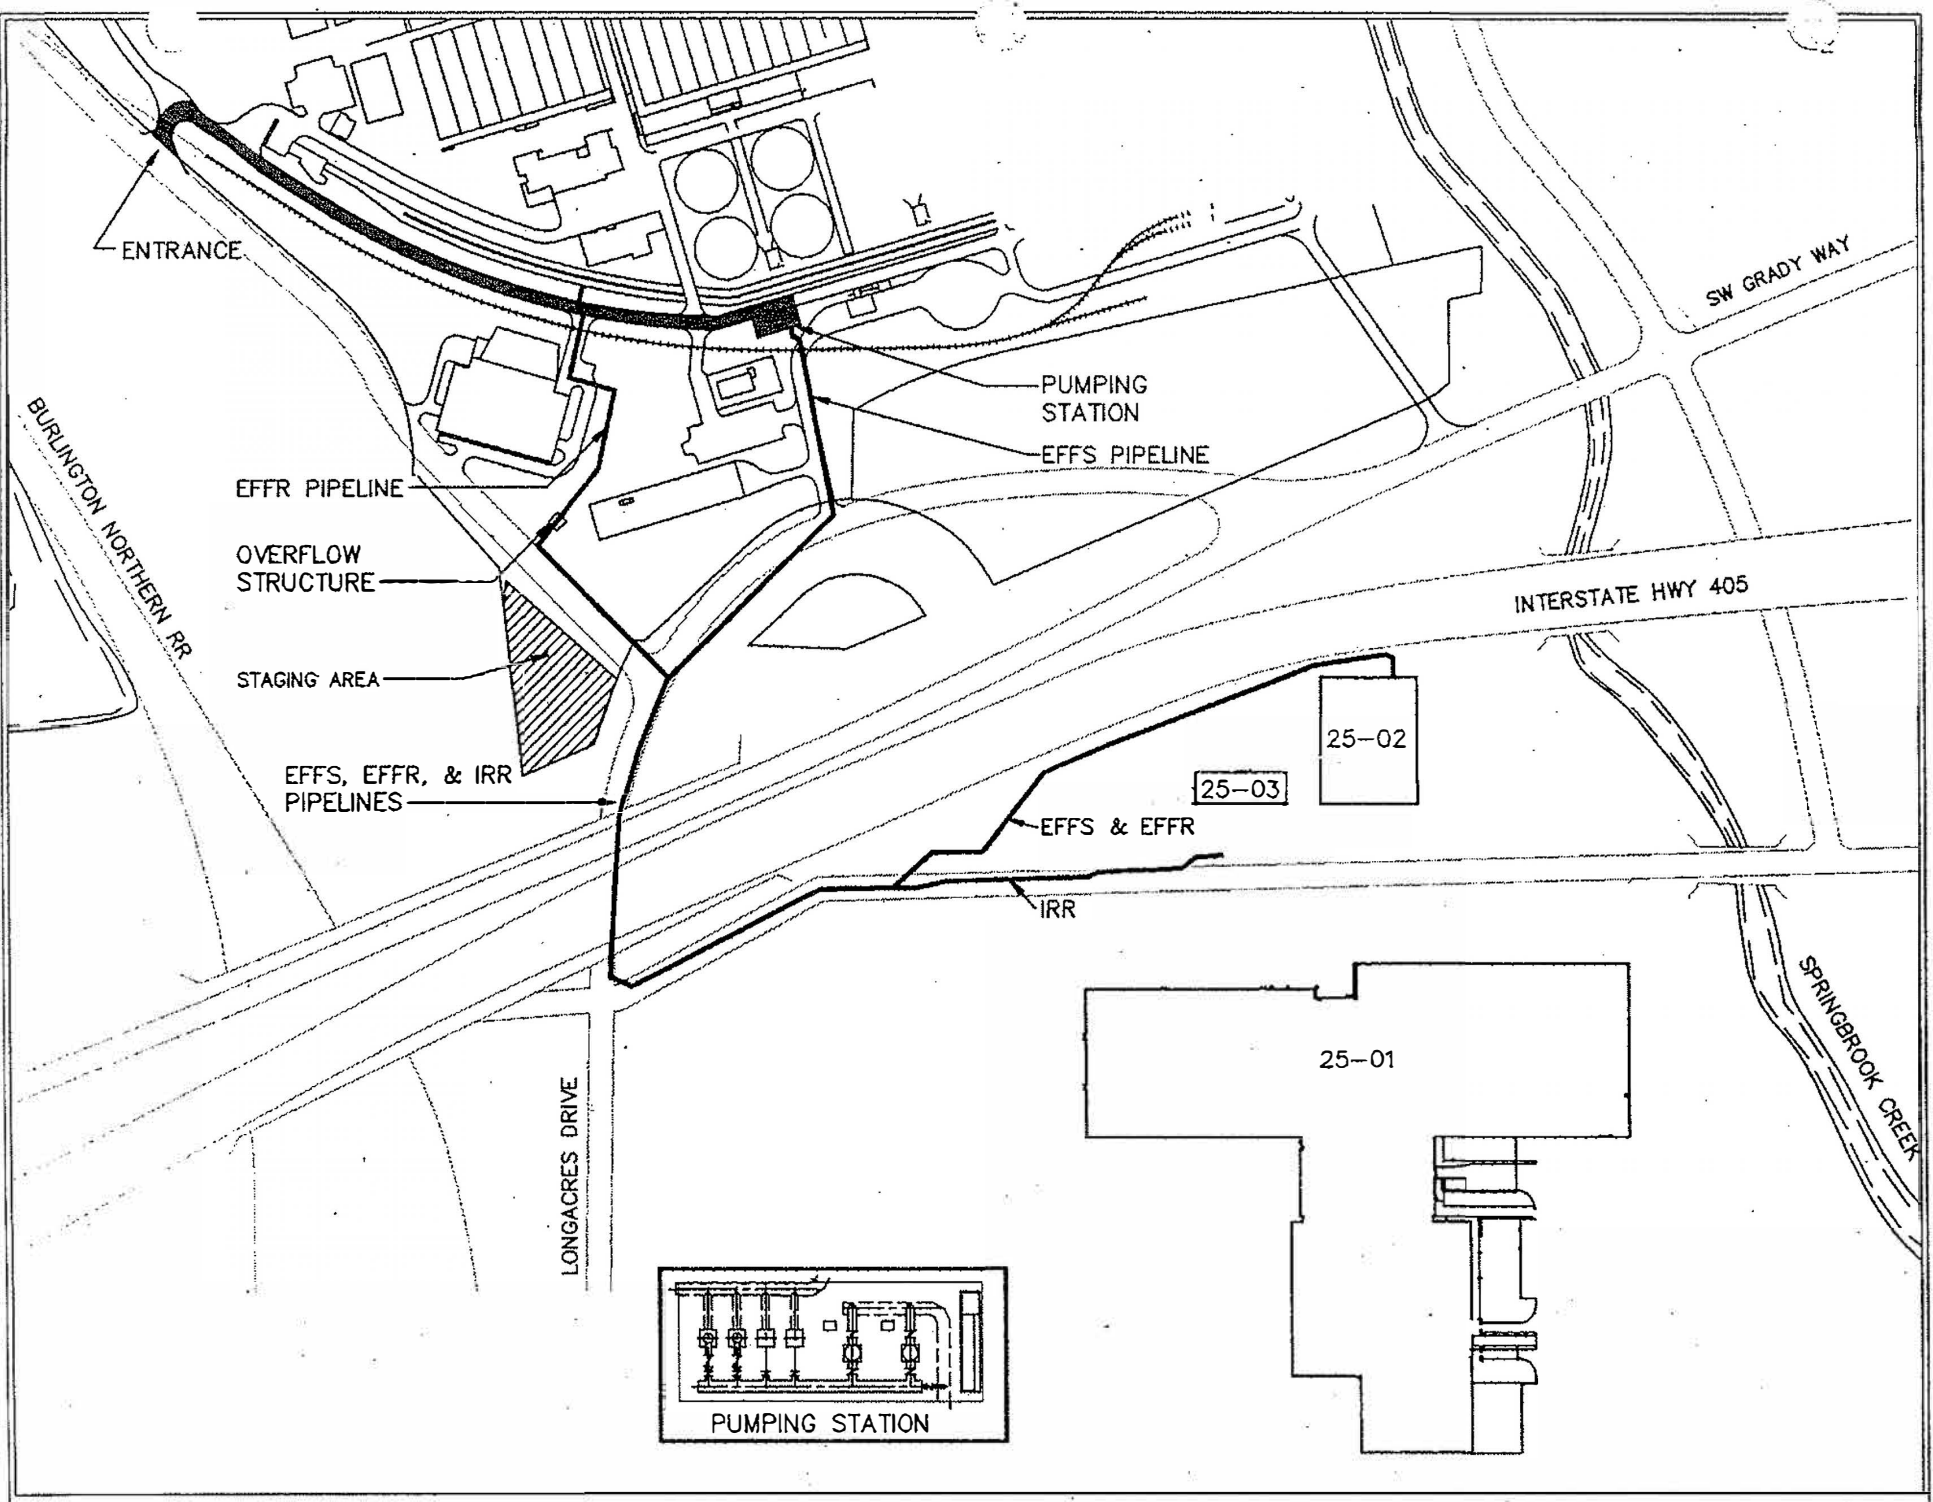 ENTRANCE
SW GRADY WAY
PUMPING
STATION
EFFS PIPELINE
BURLINGTON NORTHERN RR
EFFR PIPELINE
OVERFLOW
STRUCTURE
STAGING AREA
INTERSTATE HWY 405
EFFS, EFFR, & IRR
PIPELINES
25-02
25-03
EFFS & EFFR
IRR
SPRINGBROOK CREEK
25-01
LONGACRES DRIVE
PUMPING STATION